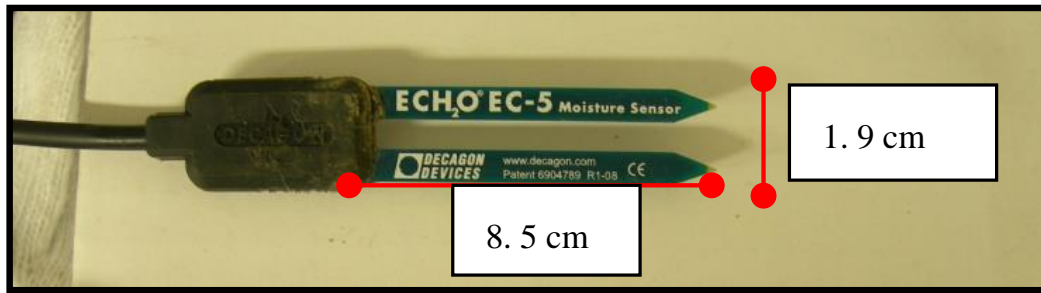 ECH₂O® EC-5 Moisture Sensor
DECAGON
DECAGON
DEVICES
www.decagon.com
Patent 6904789 R1-08
CE
1. 9 cm
8. 5 cm